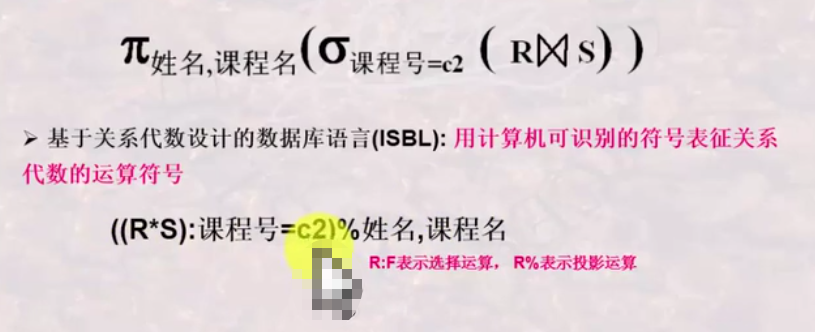 π姓名,课程名(σ课程号=c2 ( R⋈S) )
➢ 基于关系代数设计的数据库语言(ISBL): 用计算机可识别的符号表征关系
代数的运算符号
((R*S):课程号=c2)%姓名,课程名
R:F表示选择运算， R%表示投影运算